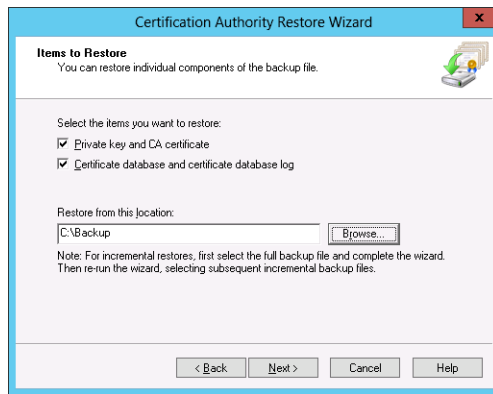 Certification Authority Restore Wizard
x
Items to Restore
You can restore individual components of the backup file.
Select the items you want to restore:
Private key and CA certificate
Certificate database and certificate database log
Restore from this location:
C:\Backup
Browse...
Note: For incremental restores, first select the full backup file and complete the wizard.
Then re-run the wizard, selecting subsequent incremental backup files.
< Back Next > Cancel Help